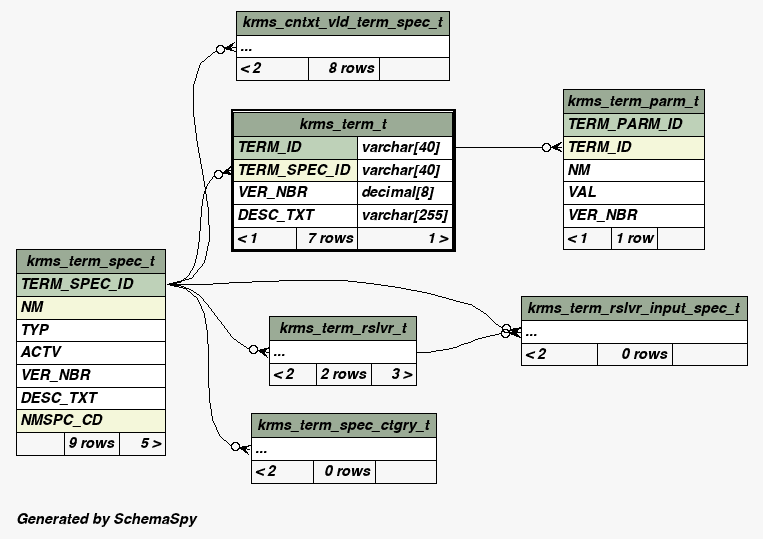 krms_cntxt_vld_term_spec_t
...
< 2 8 rows
krms_term_t
TERM_ID varchar[40]
TERM_SPEC_ID varchar[40]
VER_NBR decimal[8]
DESC_TXT varchar[255]
< 1 7 rows 1 >
krms_term_parm_t
TERM_PARM_ID
TERM_ID
NM
VAL
VER_NBR
< 1 1 row
krms_term_spec_t
TERM_SPEC_ID
NM
TYP
ACTV
VER_NBR
DESC_TXT
NMSPC_CD
9 rows 5 >
krms_term_rslvr_t
...
< 2 2 rows 3 >
krms_term_rslvr_input_spec_t
...
< 2 0 rows
krms_term_spec_ctgry_t
...
< 2 0 rows
Generated by SchemaSpy